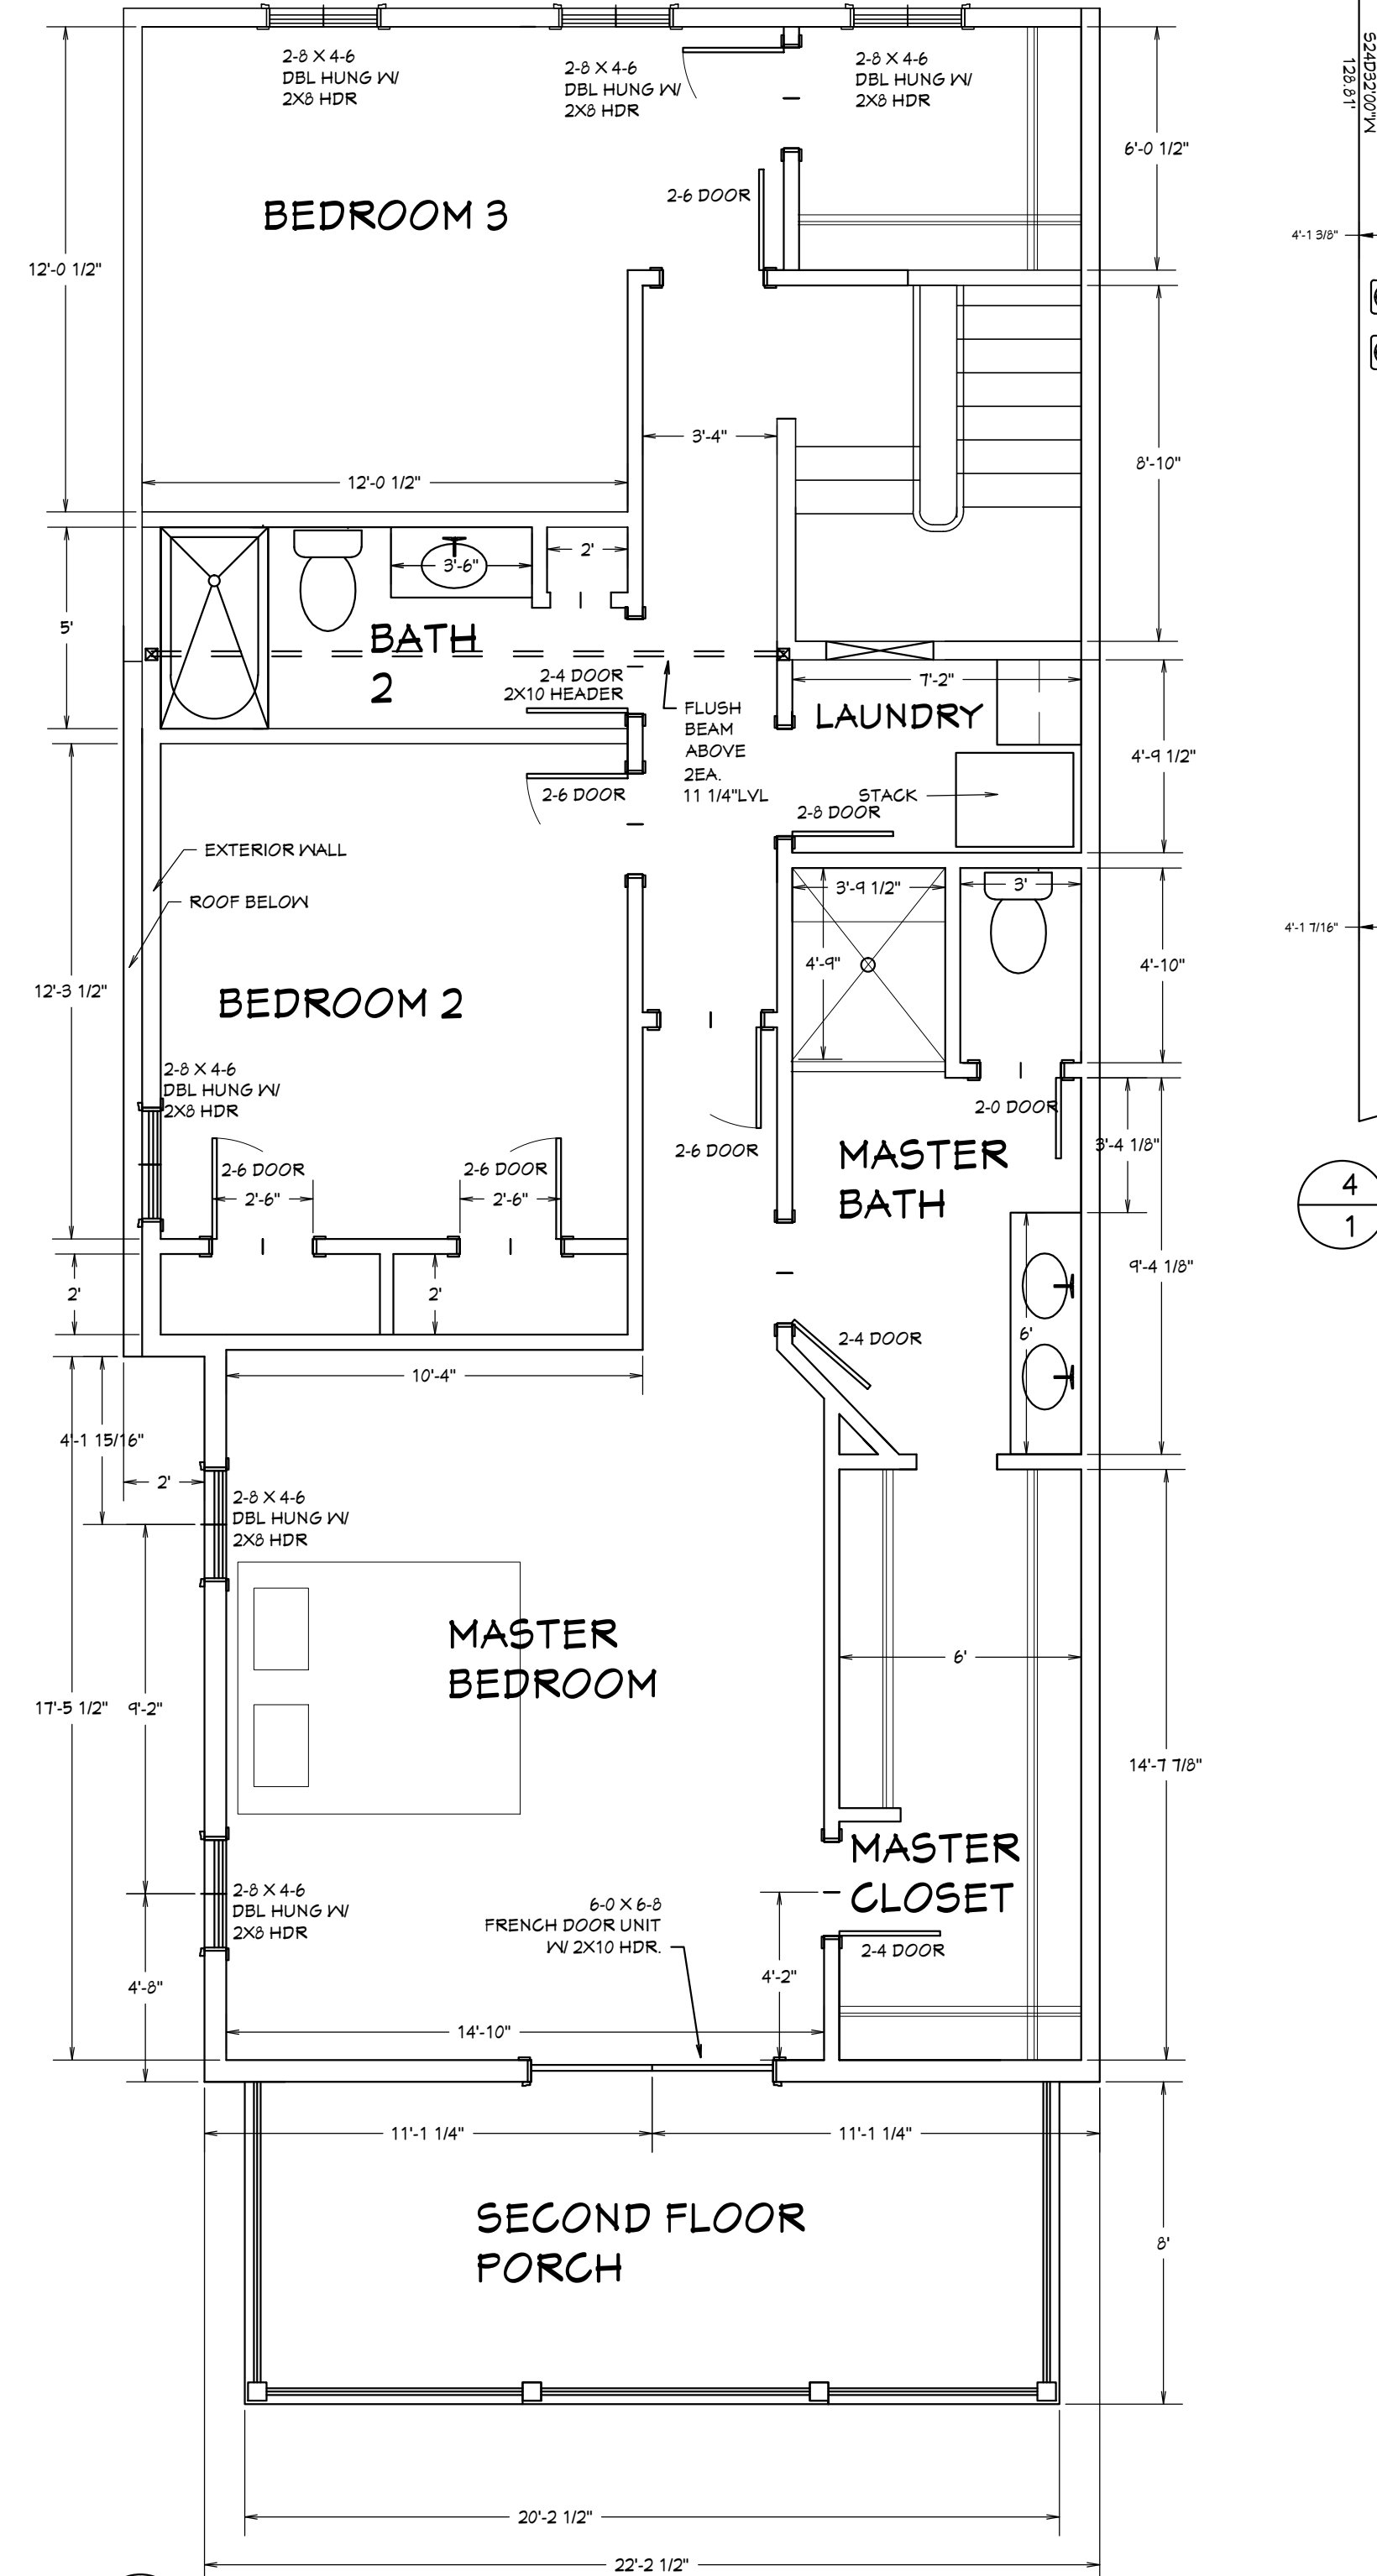 2-8 X 4-6
DBL HUNG W/
2X8 HDR
2-8 X 4-6
DBL HUNG W/
2X8 HDR
2-8 X 4-6
DBL HUNG W/
2X8 HDR
S24D32'00"W
128.81'
6'-0 1/2"
2-6 DOOR
BEDROOM 3
4'-1 3/8"
12'-0 1/2"
3'-4"
8'-10"
12'-0 1/2"
2'
3'-6"
5'
BATH
2
2-4 DOOR
2X10 HEADER
7'-2"
FLUSH
BEAM
ABOVE
2EA.
11 1/4"LVL
LAUNDRY
4'-9 1/2"
STACK
2-6 DOOR
2-8 DOOR
EXTERIOR WALL
ROOF BELOW
3'-9 1/2"
3'
4'-1 7/16"
4'-9"
4'-10"
12'-3 1/2"
BEDROOM 2
2-8 X 4-6
DBL HUNG W/
2X8 HDR
2-0 DOOR
3'-4 1/8"
2-6 DOOR
MASTER
BATH
2-6 DOOR
2-6 DOOR
2'-6"
2'-6"
4
1
9'-4 1/8"
2'
2'
6'
2-4 DOOR
10'-4"
4'-1 15/16"
2'
2-8 X 4-6
DBL HUNG W/
2X8 HDR
MASTER
BEDROOM
6'
17'-5 1/2"
9'-2"
14'-7 7/8"
MASTER
CLOSET
2-8 X 4-6
DBL HUNG W/
2X8 HDR
6-0 X 6-8
FRENCH DOOR UNIT
W/ 2X10 HDR.
2-4 DOOR
4'-2"
4'-8"
14'-10"
11'-1 1/4"
11'-1 1/4"
SECOND FLOOR
PORCH
8'
20'-2 1/2"
22'-2 1/2"